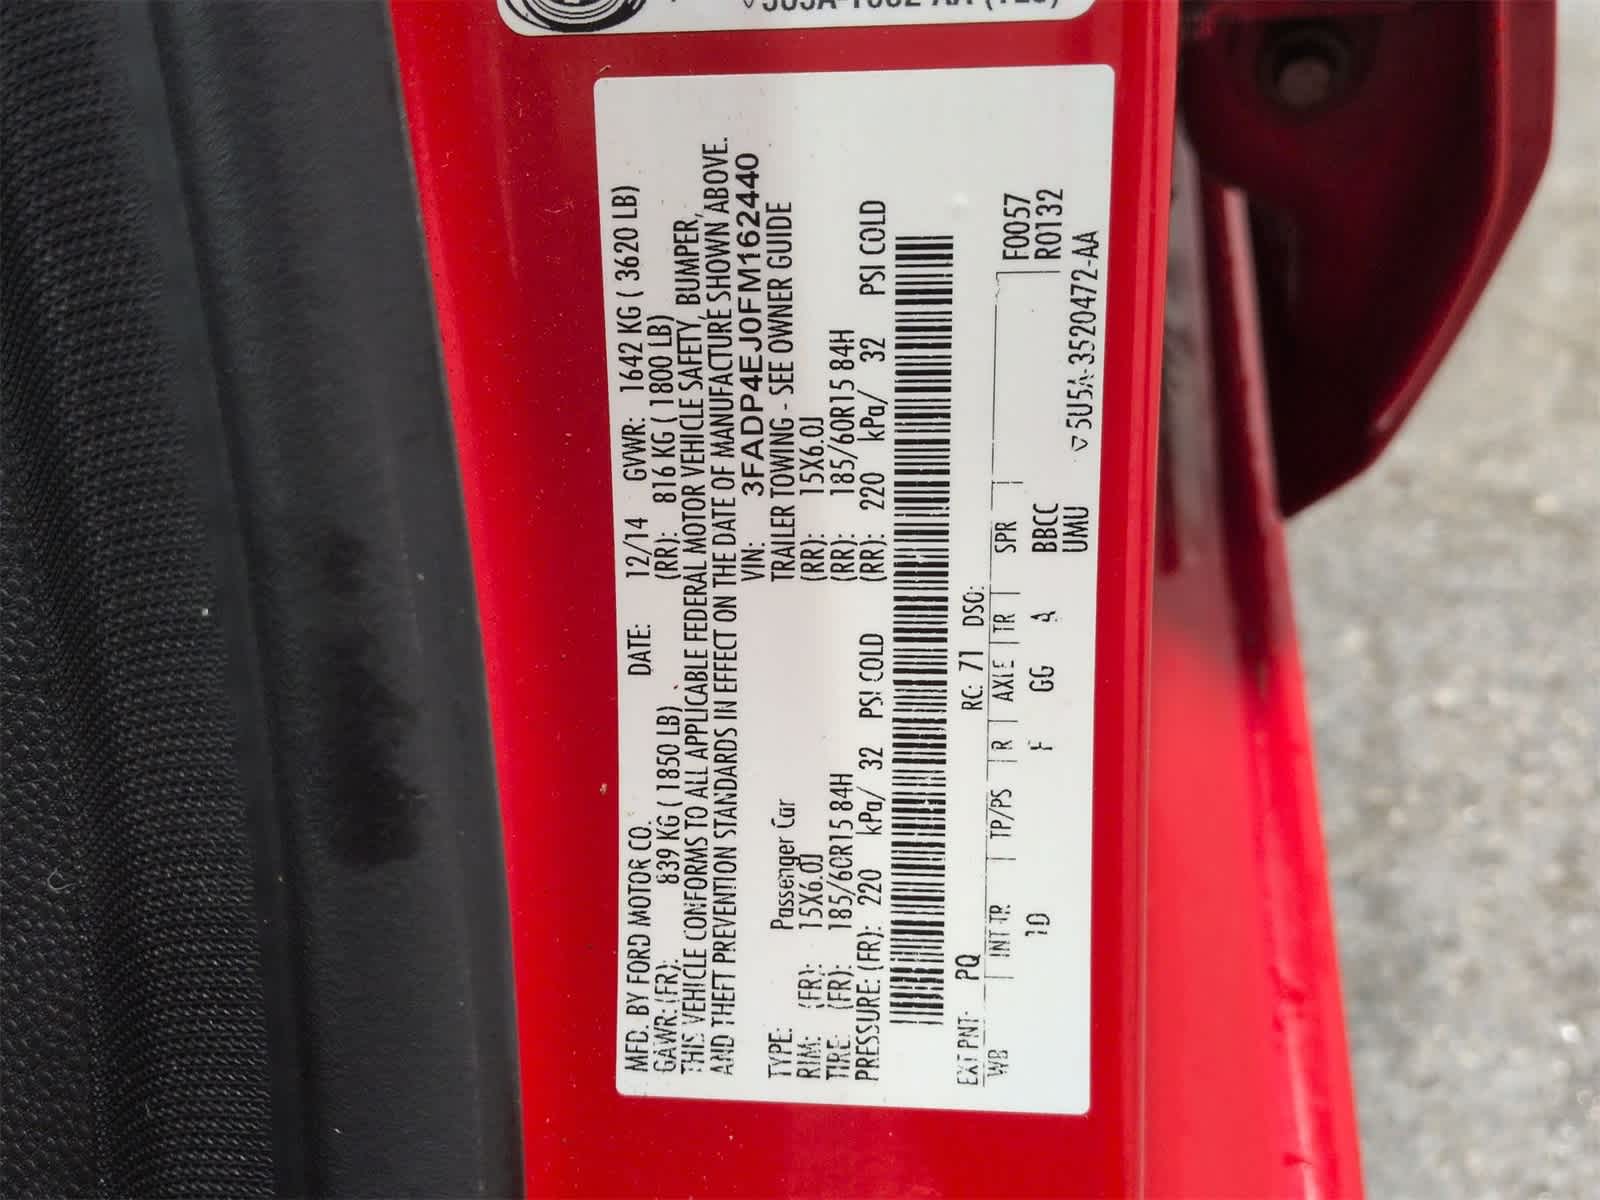 5U5A-1532-AA
MFD. BY FORD MOTOR CO. DATE: 12/14 GVWR: 1642 KG ( 3620 LB)
GAWR: (FR): 839 KG ( 1850 LB) (RR): 816 KG ( 1800 LB)
THIS VEHICLE CONFORMS TO ALL APPLICABLE FEDERAL MOTOR VEHICLE SAFETY, BUMPER,
AND THEFT PREVENTION STANDARDS IN EFFECT ON THE DATE OF MANUFACTURE SHOWN ABOVE.
VIN: 3FADP4EJ0FM162440
TYPE: Passenger Car TRAILER TOWING - SEE OWNER GUIDE
RIM: (FR): 15X6.0J (RR): 15X6.0J
TIRE: (FR): 185/60R15 84H (RR): 185/60R15 84H
PRESSURE: (FR): 220 kPa/ 32 PSI COLD (RR): 220 kPa/ 32 PSI COLD
EXT PNT: PQ RC: 71 DSO:
WB INT TR TP/PS R AXLE TR SPR F0057
1D F GG A BBCC R0132
UMU
▽5U5A-3520472-AA